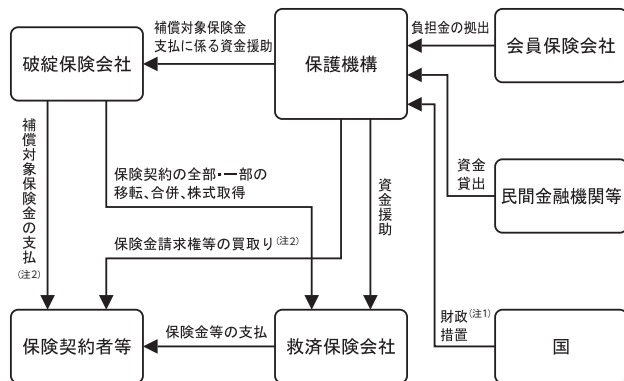 補償対象保険金
支払に係る資金援助
負担金の拠出
破綻保険会社
保護機構
会員保険会社
補償対象保険金の支払(注2)
保険契約の全部・一部の
移転、合併、株式取得
資金援助
資金
貸出
民間金融機関等
保険金請求権等の買取り(注2)
財政(注1)
措置
保険契約者等
保険金等の支払
救済保険会社
国